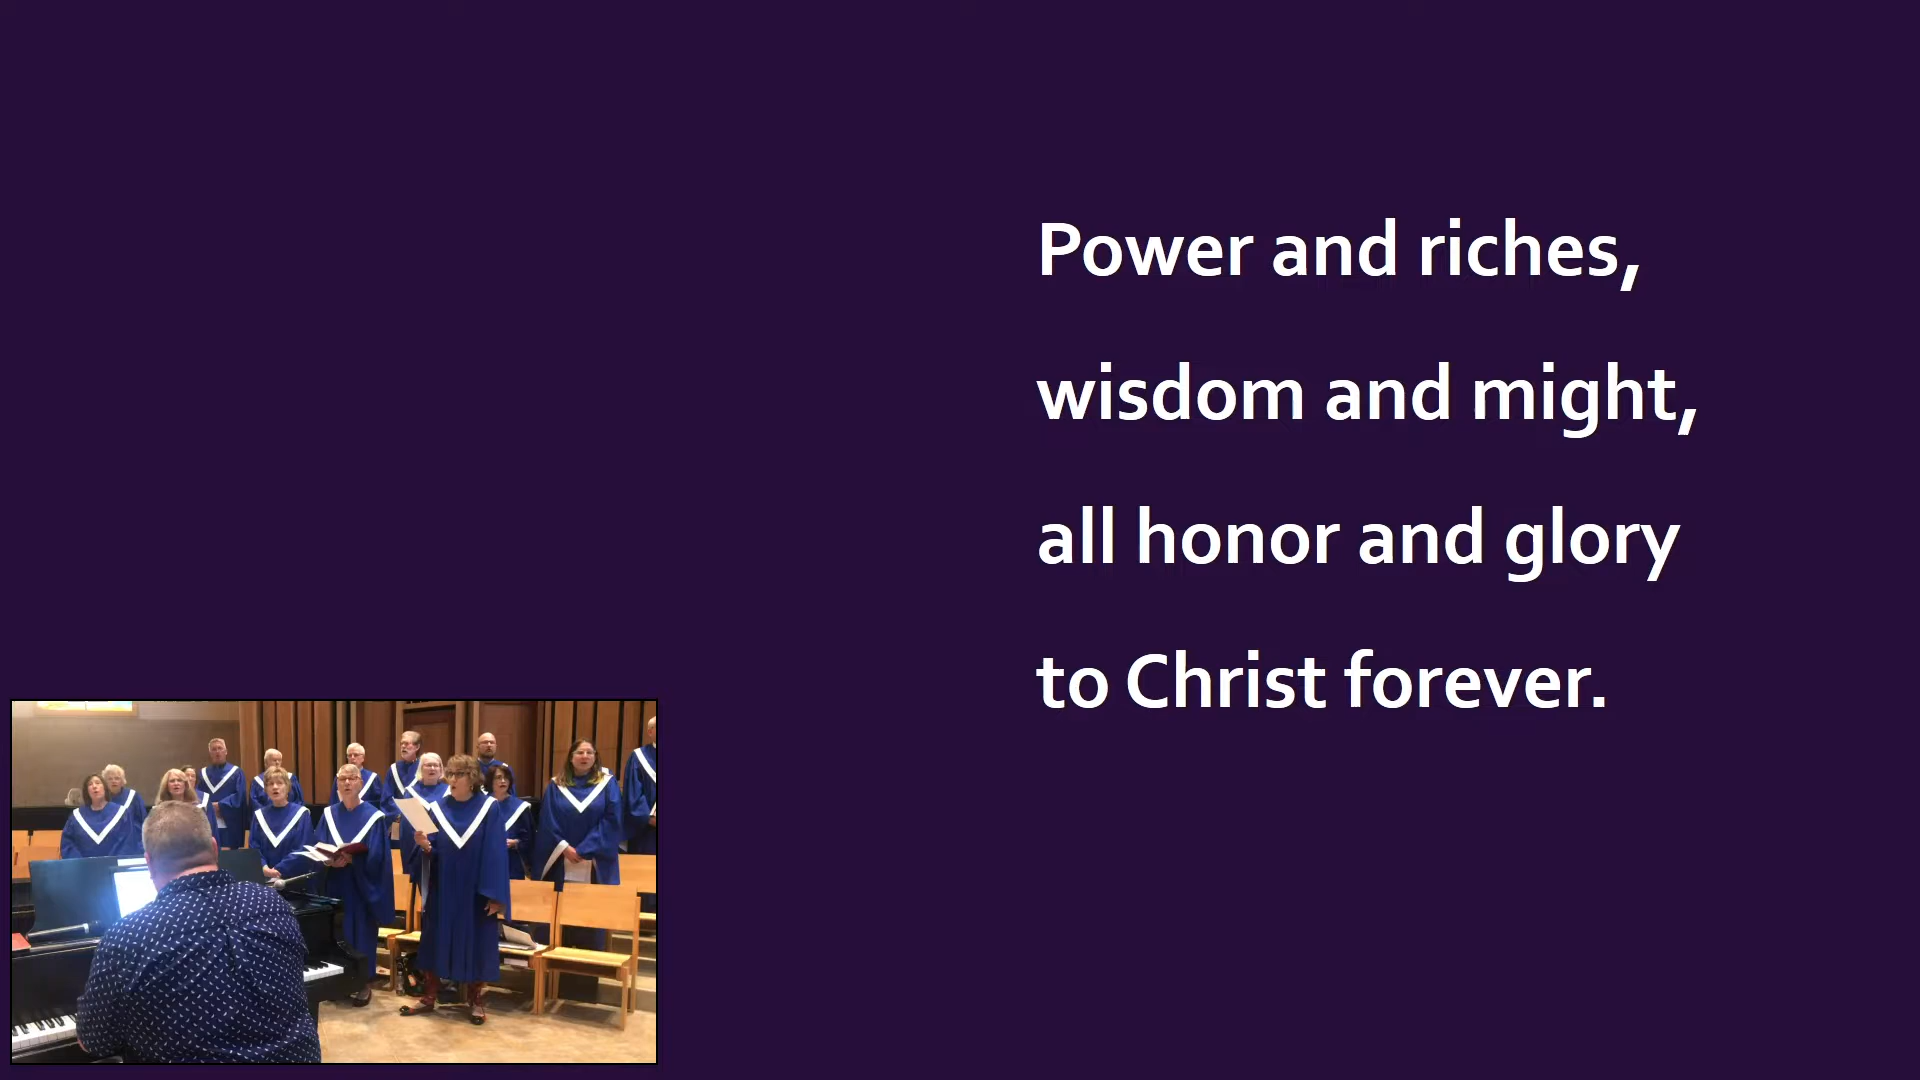 Power and riches,
wisdom and might,
all honor and glory
to Christ forever.